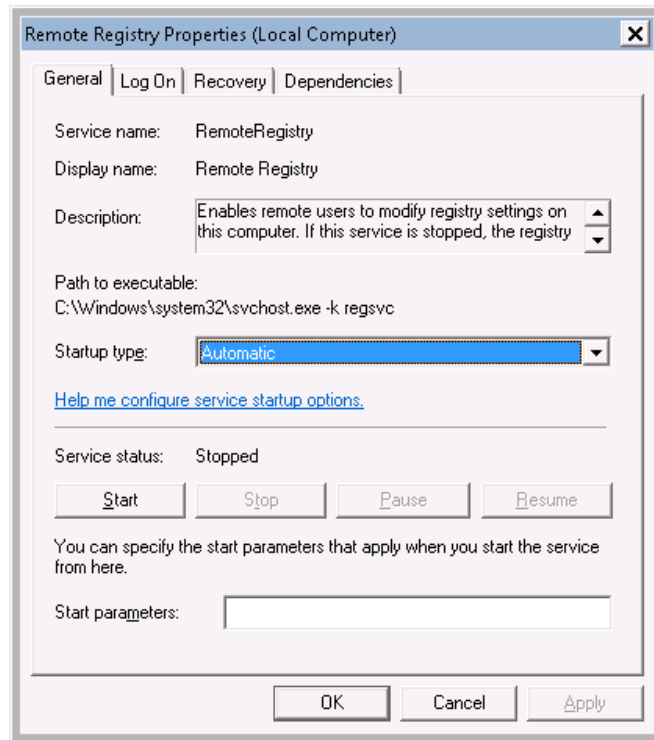 Remote Registry Properties (Local Computer)
General Log On Recovery Dependencies
Service name: RemoteRegistry
Display name: Remote Registry
Description: Enables remote users to modify registry settings on
this computer. If this service is stopped, the registry
Path to executable:
C:\Windows\system32\svchost.exe -k regsvc
Startup type: Automatic
Help me configure service startup options.
Service status: Stopped
Start Stop Pause Resume
You can specify the start parameters that apply when you start the service
from here.
Start parameters:
OK Cancel Apply